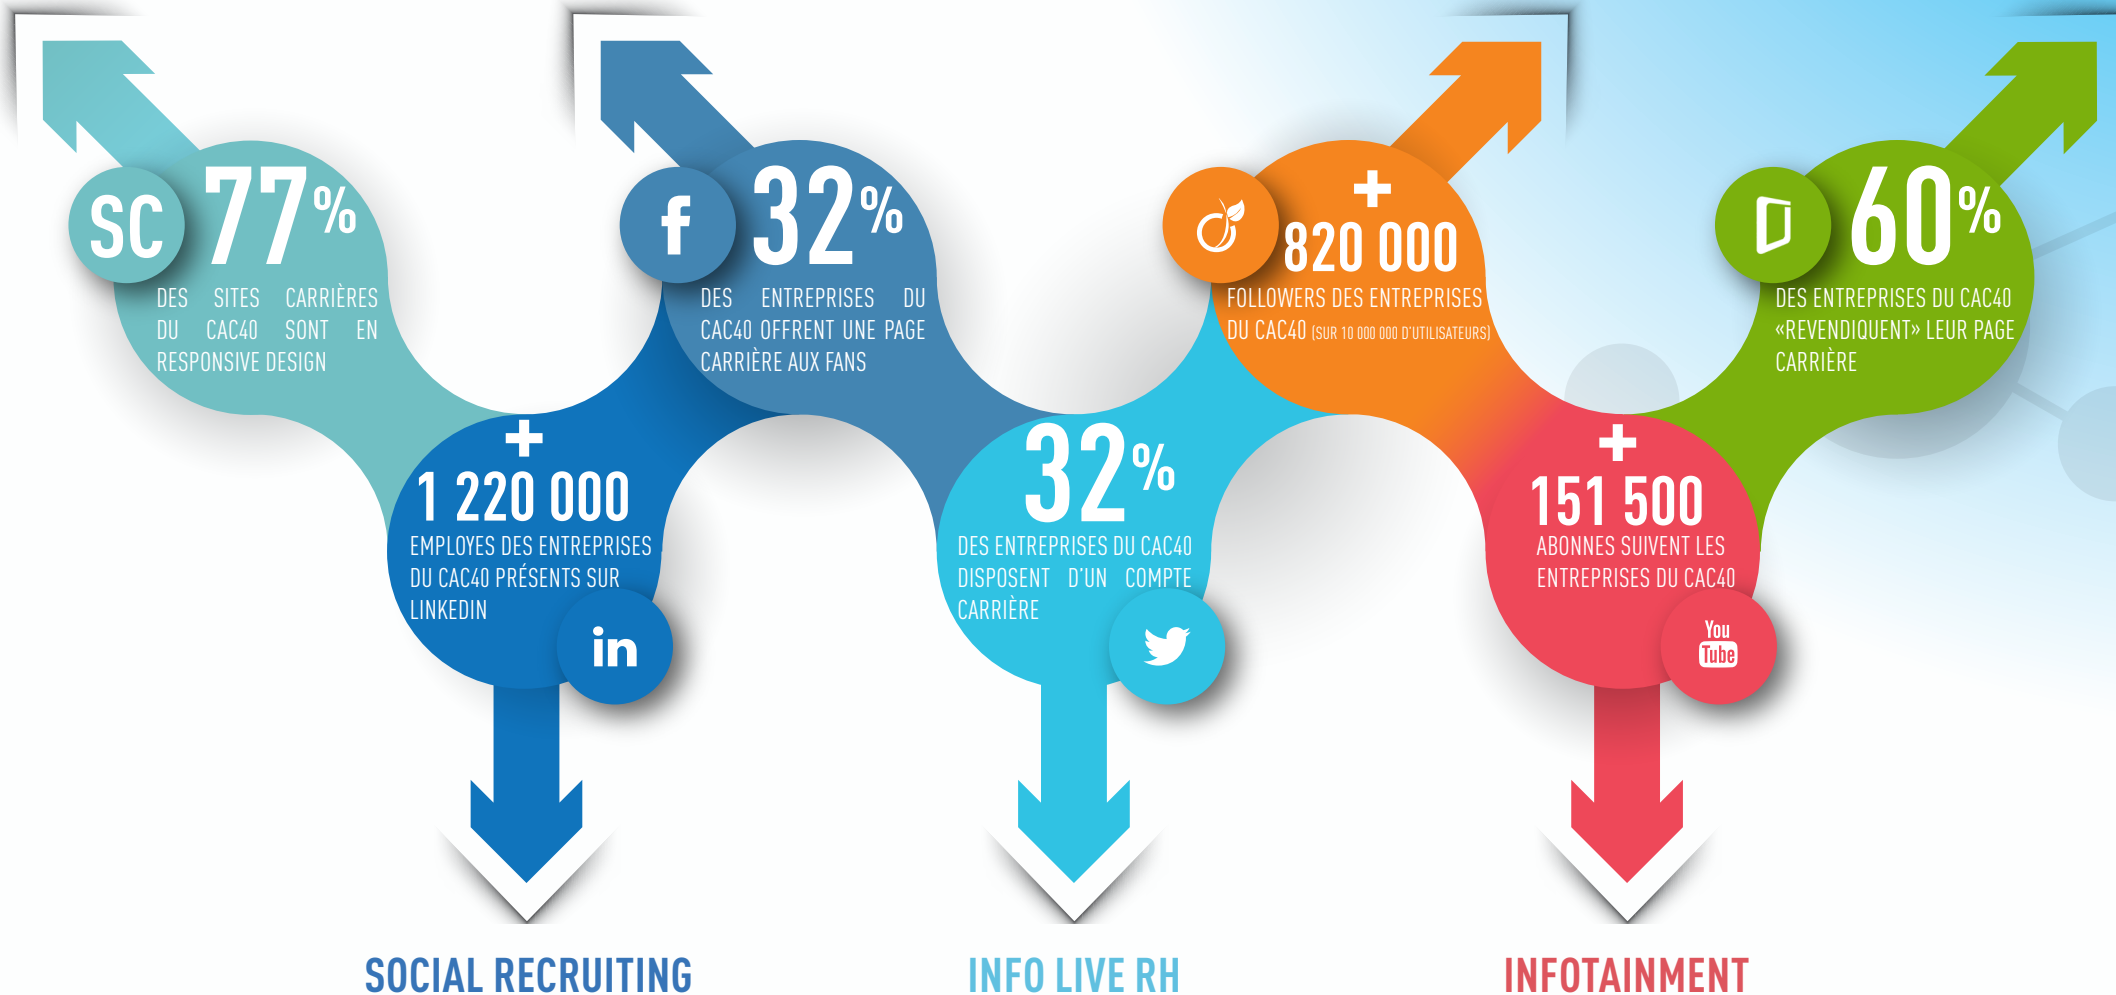 SC
77%
DES SITES CARRIÈRES
DU CAC40 SONT EN
RESPONSIVE DESIGN
+
1 220 000
EMPLOYES DES ENTREPRISES
DU CAC40 PRÉSENTS SUR
LINKEDIN
in
f
32%
DES ENTREPRISES DU
CAC40 OFFRENT UNE PAGE
CARRIÈRE AUX FANS
32%
DES ENTREPRISES DU CAC40
DISPOSENT D'UN COMPTE
CARRIÈRE
+
820 000
FOLLOWERS DES ENTREPRISES
DU CAC40 (SUR 10 000 000 D'UTILISATEURS)
+
151 500
ABONNES SUIVENT LES
ENTREPRISES DU CAC40
You
Tube
60%
DES ENTREPRISES DU CAC40
«REVENDIQUENT» LEUR PAGE
CARRIÈRE
SOCIAL RECRUITING
INFO LIVE RH
INFOTAINMENT